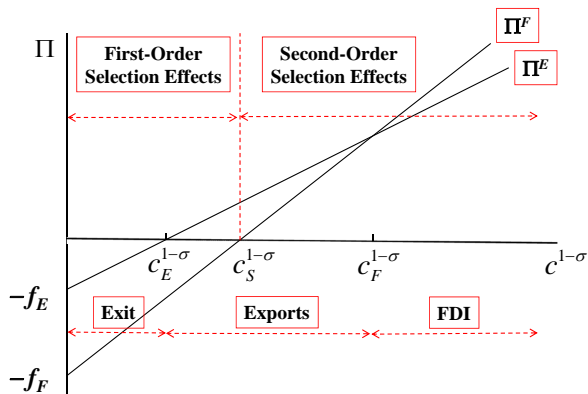 Π
First-Order
Selection Effects
Second-Order
Selection Effects
Π^F
Π^E
c_E^{1-σ}
c_S^{1-σ}
c_F^{1-σ}
c^{1-σ}
-f_E
Exit
Exports
FDI
-f_F